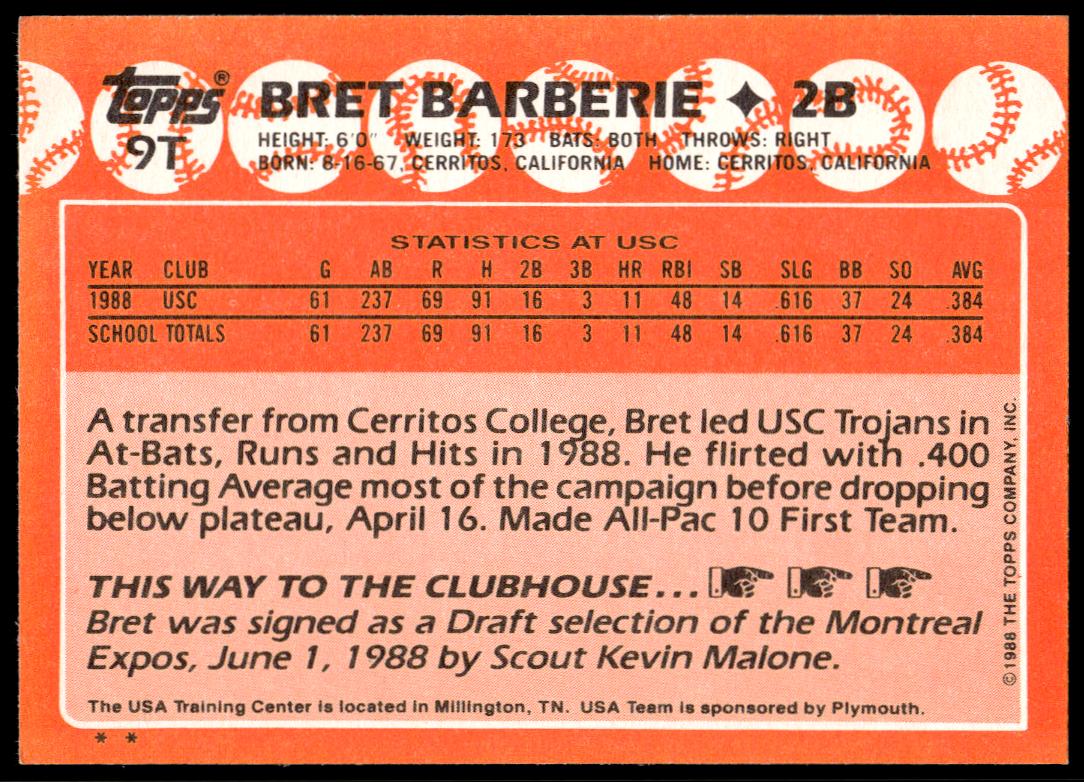 topps® BRET BARBERIE ✦ 2B
9T
HEIGHT: 6'0" WEIGHT: 173 BATS: BOTH THROWS: RIGHT
BORN: 8-16-67, CERRITOS, CALIFORNIA HOME: CERRITOS, CALIFORNIA
STATISTICS AT USC
YEAR CLUB G AB R H 2B 3B HR RBI SB SLG BB SO AVG
1988 USC 61 237 69 91 16 3 11 48 14 .616 37 24 .384
SCHOOL TOTALS 61 237 69 91 16 3 11 48 14 .616 37 24 .384
A transfer from Cerritos College, Bret led USC Trojans in
At-Bats, Runs and Hits in 1988. He flirted with .400
Batting Average most of the campaign before dropping
below plateau, April 16. Made All-Pac 10 First Team.
THIS WAY TO THE CLUBHOUSE...
Bret was signed as a Draft selection of the Montreal
Expos, June 1, 1988 by Scout Kevin Malone.
The USA Training Center is located in Millington, TN. USA Team is sponsored by Plymouth.
* *
©1988 THE TOPPS COMPANY, INC.